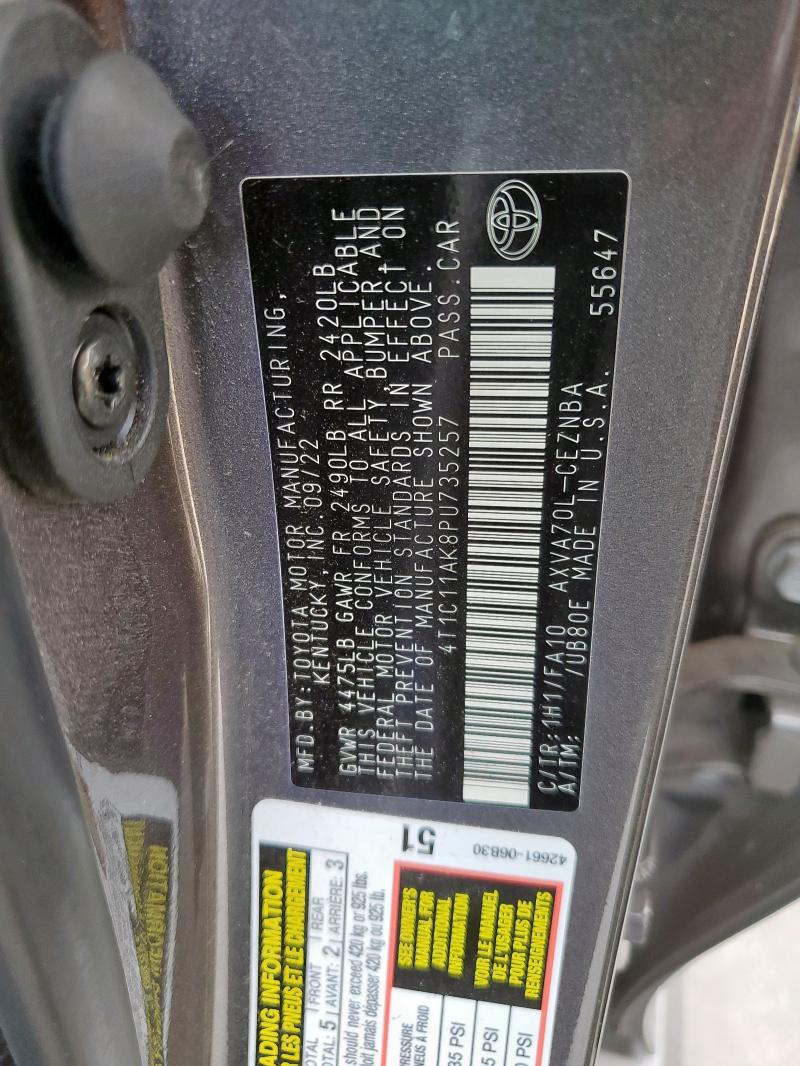 MFD.BY:TOYOTA MOTOR MANUFACTURING,
KENTUCKY, INC. 09/22
GVWR 4475LB GAWR FR 2490LB RR 2420LB
THIS VEHICLE CONFORMS TO ALL APPLICABLE
FEDERAL MOTOR VEHICLE SAFETY, BUMPER, AND
THEFT PREVENTION STANDARDS IN EFFECT ON
THE DATE OF MANUFACTURE SHOWN ABOVE.
4T1C11AK8PU735257 PASS.CAR
C/TR:1H1/FA10 AXVA70L-CEZNBA
A/TM: /UB80E MADE IN U.S.A. 55647
INFORMATION
LES PNEUS ET LE CHARGEMENT
FRONT REAR
5 AVANT: 2 ARRIÈRE: 3
should never exceed 420 kg or 925 lbs.
jamais dépasser 420 kg ou 925 lb.
SEE OWNER'S
MANUAL FOR
ADDITIONAL
INFORMATION
VOIR LE MANUEL
DE L'USAGER
POUR PLUS DE
RENSEIGNEMENTS
À FROID
PSI
PSI
PSI
51
42661-06B30